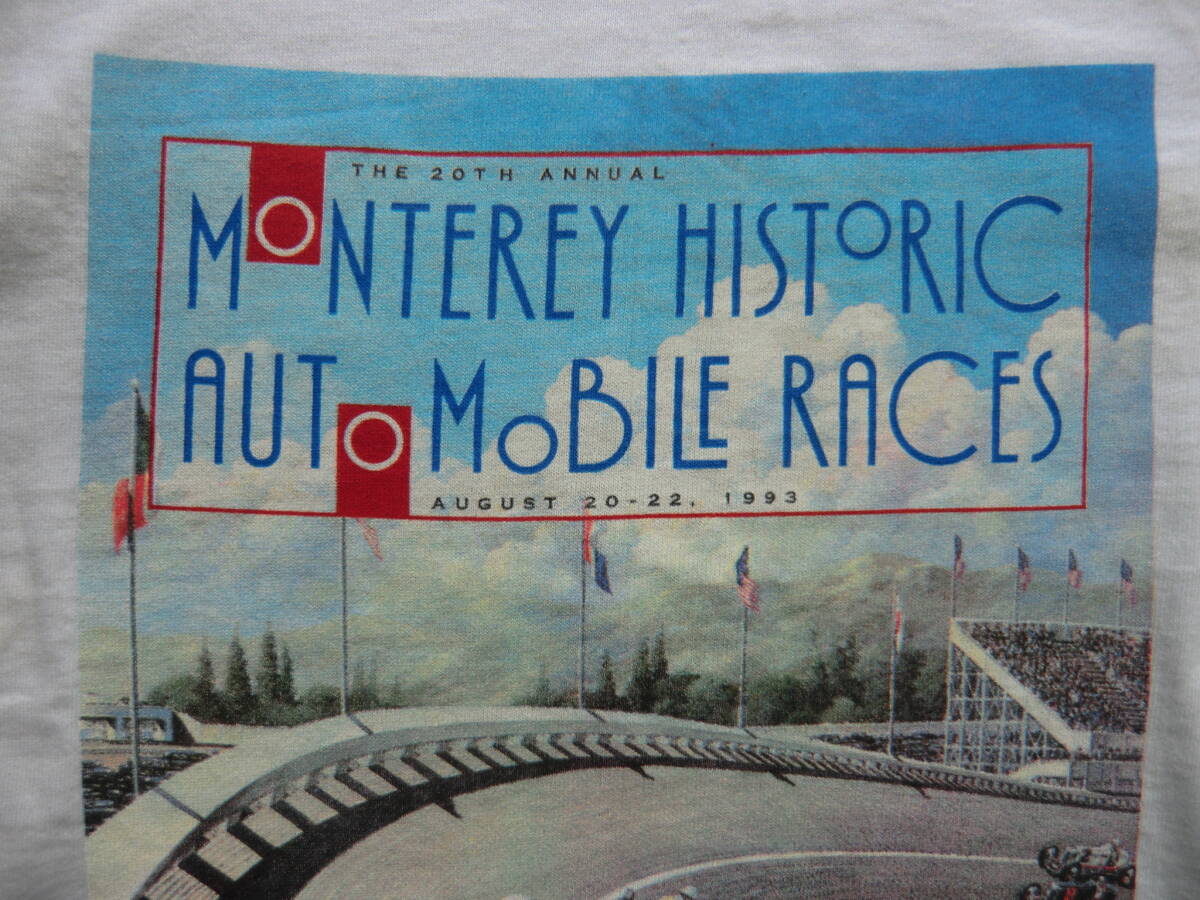 THE 20TH ANNUAL
MONTEREY HISTORIC
AUTOMOBILE RACES
AUGUST 20-22, 1993